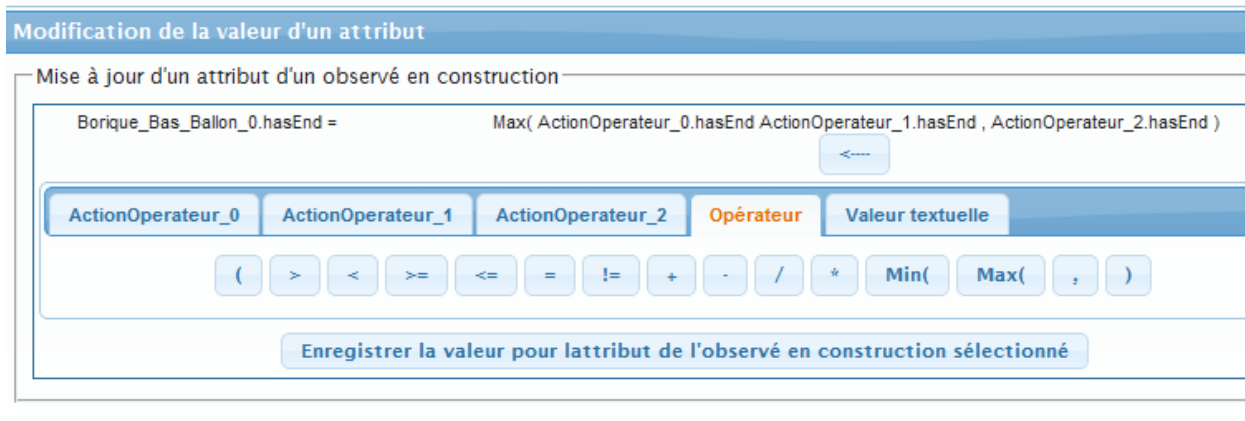 Modification de la valeur d'un attribut
Mise à jour d'un attribut d'un observé en construction
Borique_Bas_Ballon_0.hasEnd = Max( ActionOperateur_0.hasEnd ActionOperateur_1.hasEnd , ActionOperateur_2.hasEnd )
<----
ActionOperateur_0 ActionOperateur_1 ActionOperateur_2 Opérateur Valeur textuelle
( > < >= <= = != + - / * Min( Max( , )
Enregistrer la valeur pour lattribut de l'observé en construction sélectionné